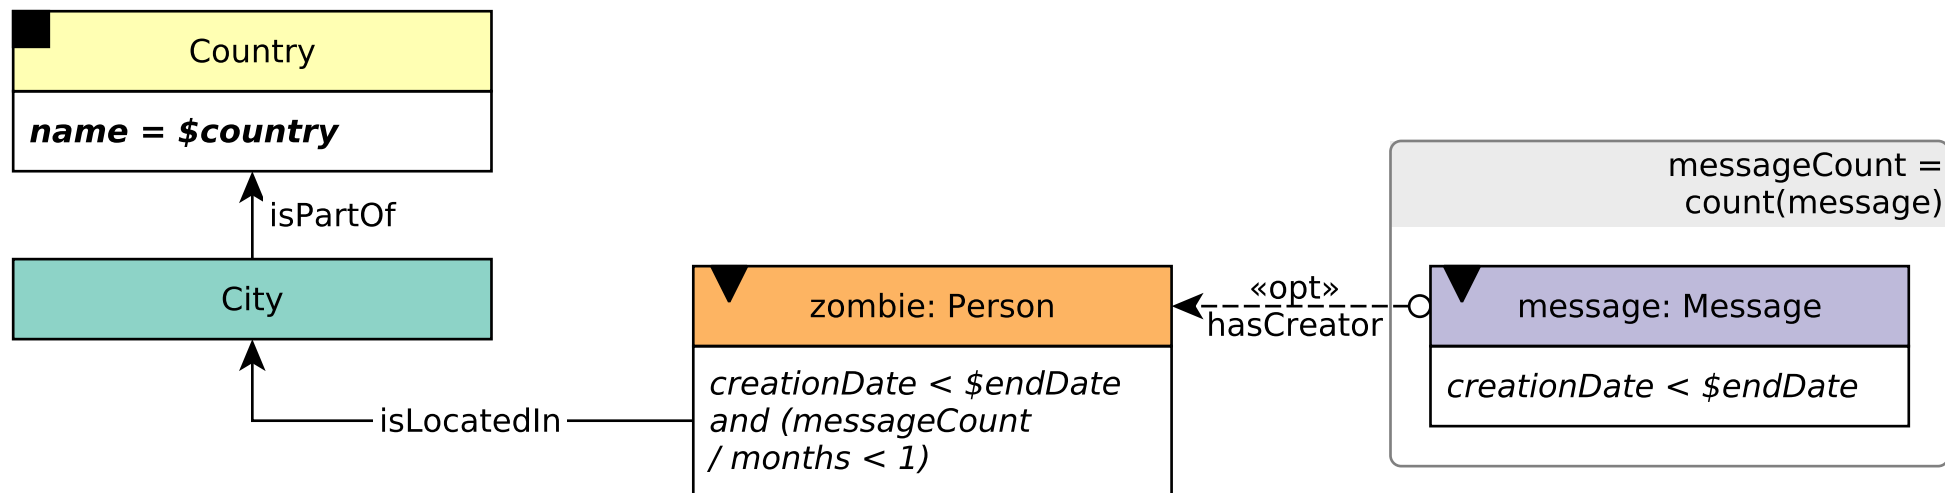 Country
name = $country
isPartOf
City
isLocatedIn
zombie: Person
creationDate < $endDate
and (messageCount
/ months < 1)
«opt»
hasCreator
messageCount =
count(message)
message: Message
creationDate < $endDate